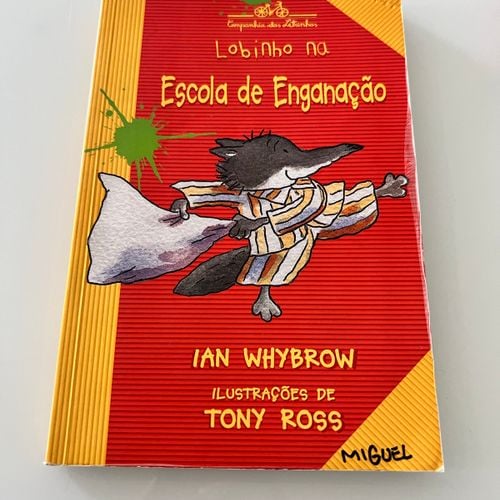 Companhia das Letrinhas
Lobinho na
Escola de Enganação
IAN WHYBROW
ILUSTRAÇÕES DE
TONY ROSS
MIGUEL